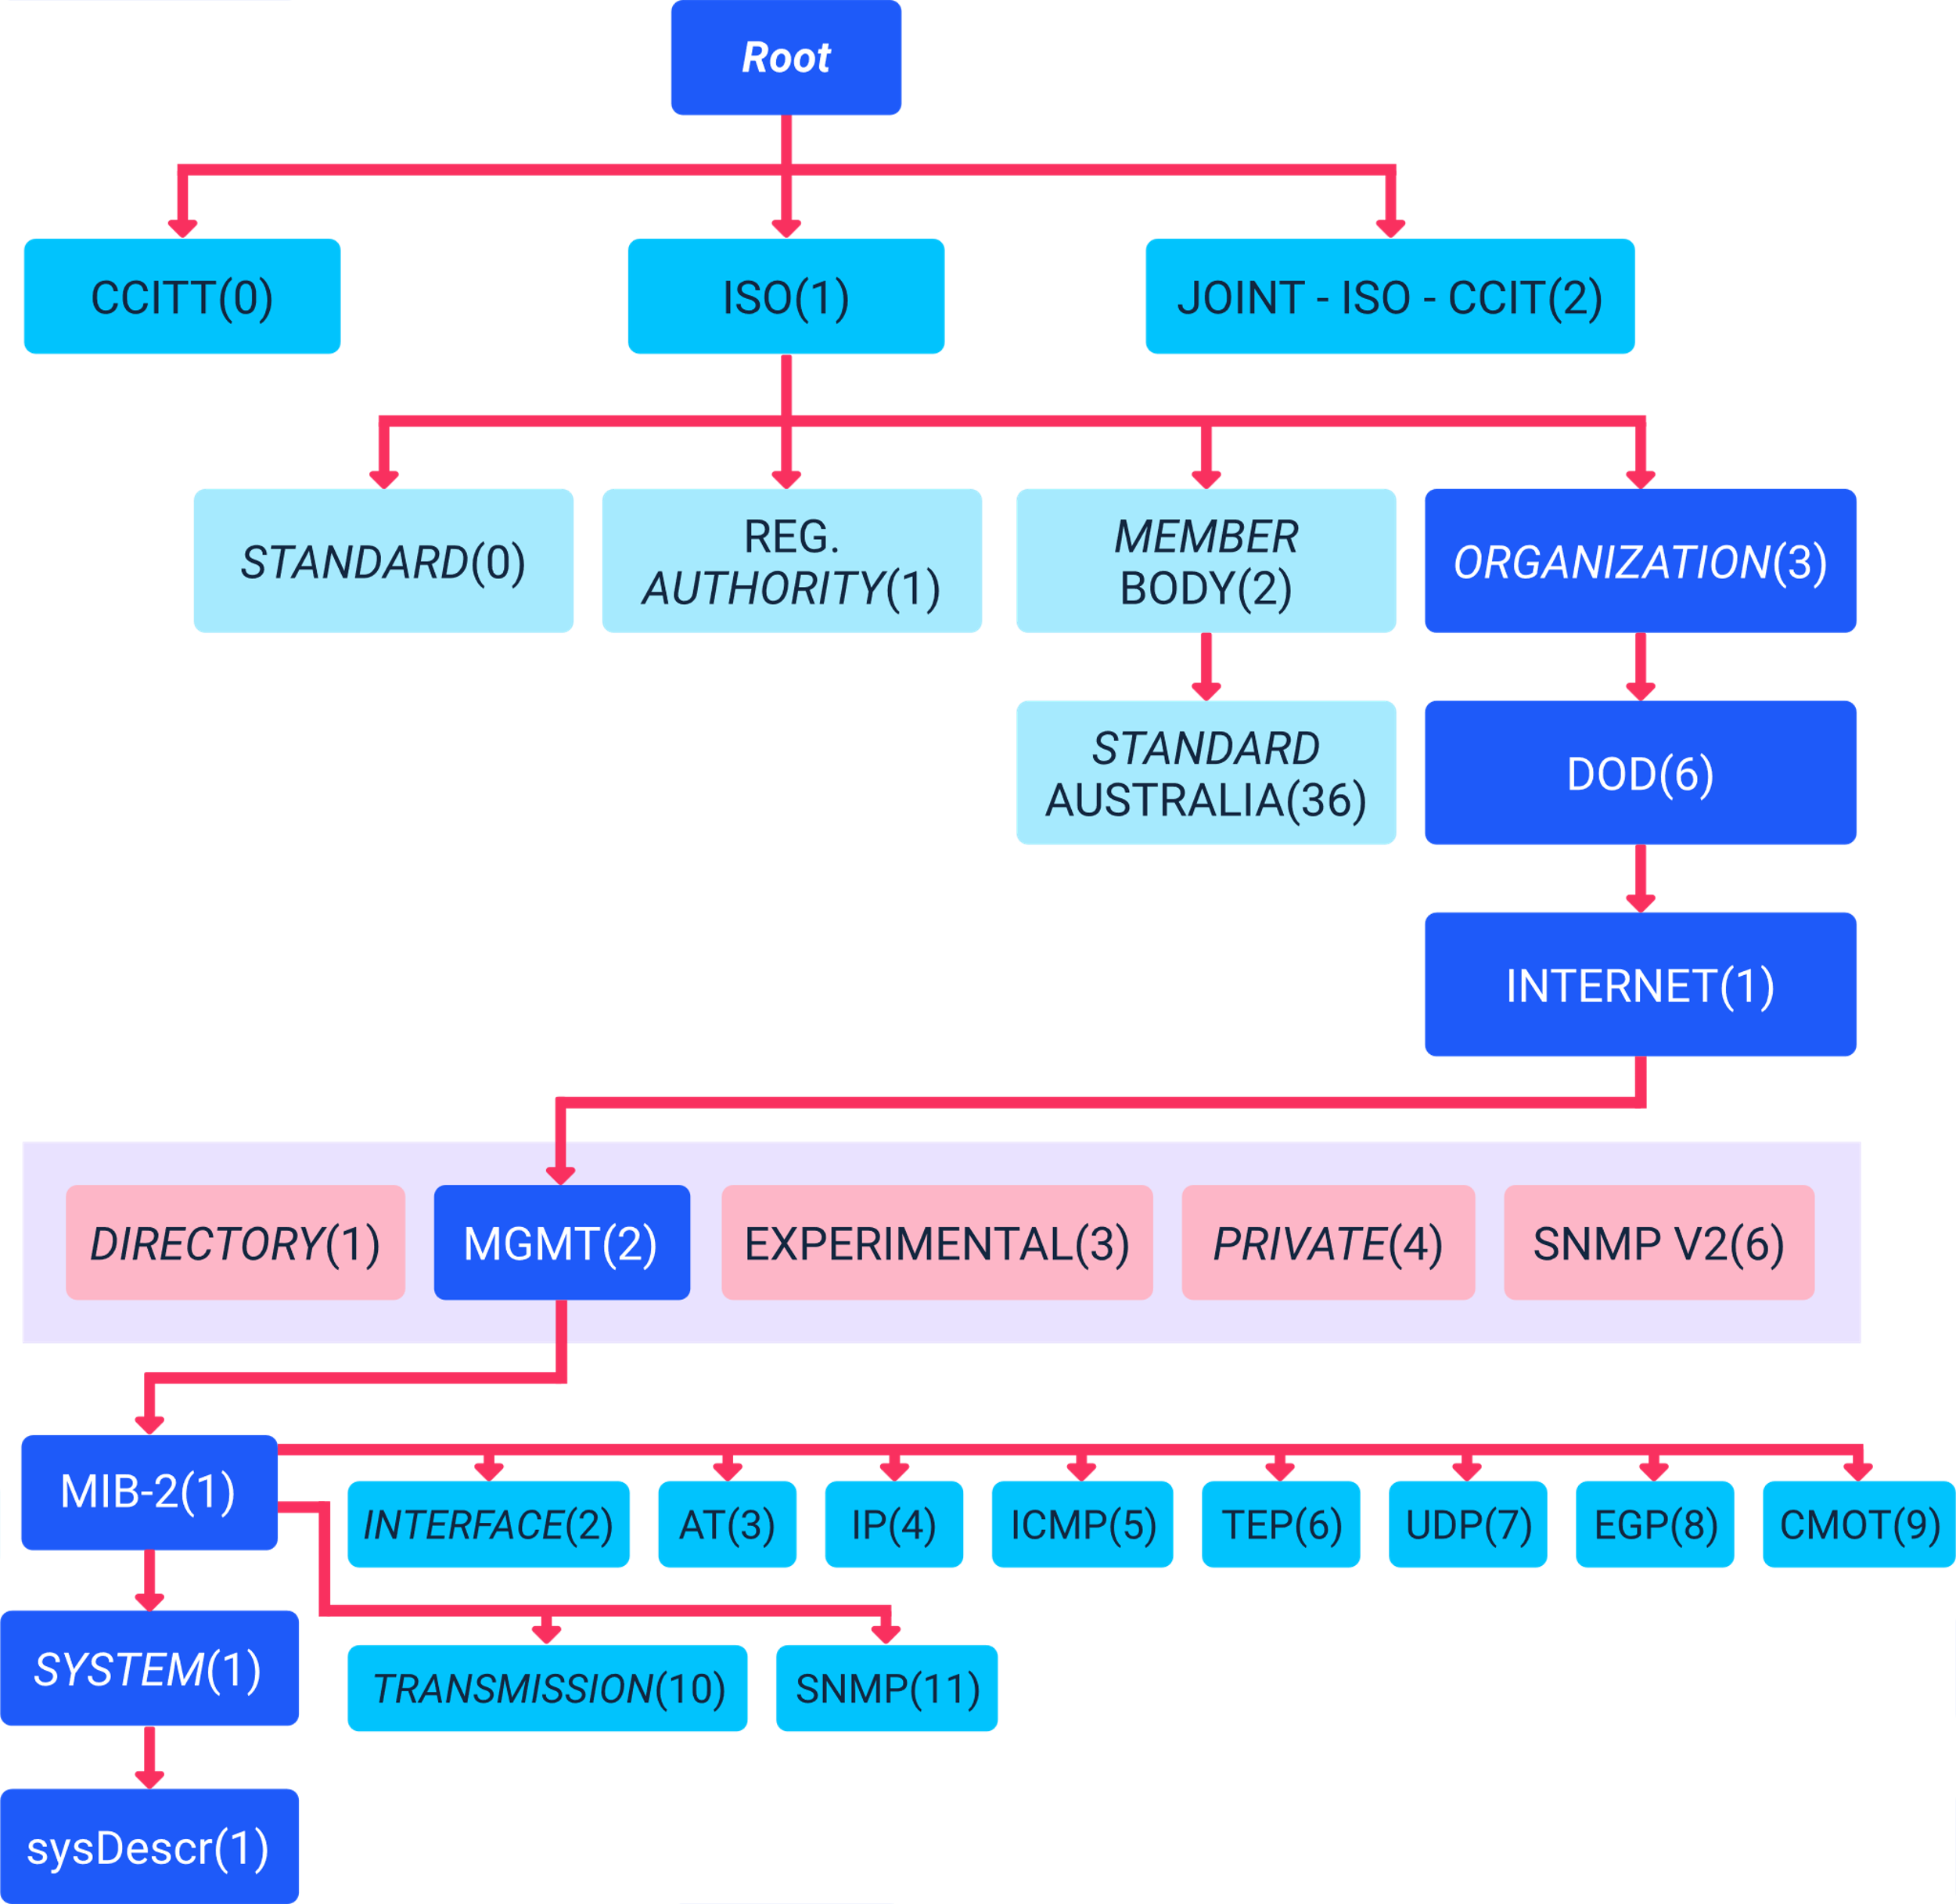 Root
CCITT(0)
ISO(1)
JOINT - ISO - CCIT(2)
STANDARD(0)
REG.
AUTHORITY(1)
MEMBER
BODY(2)
ORGANIZATION(3)
STANDARD
AUSTRALIA(36)
DOD(6)
INTERNET(1)
DIRECTORY(1)
MGMT(2)
EXPERIMENTAL(3)
PRIVATE(4)
SNMP V2(6)
MIB-2(1)
INTERFACE(2)
AT(3)
IP(4)
ICMP(5)
TEP(6)
UDP(7)
EGP(8)
CMOT(9)
SYSTEM(1)
TRANSMISSION(10)
SNMP(11)
sysDescr(1)